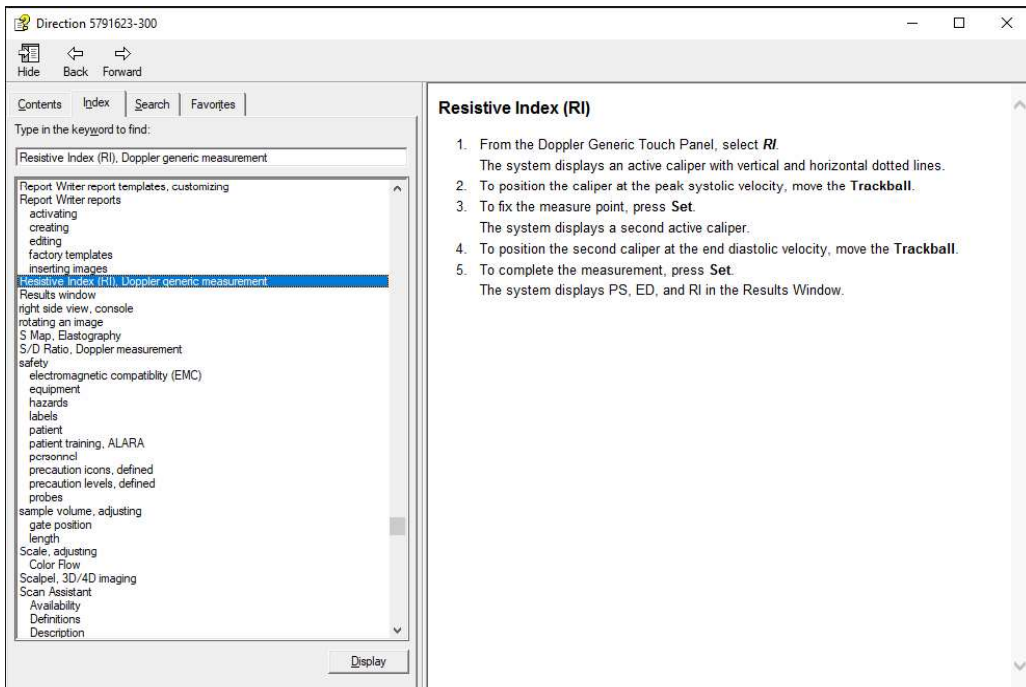 Direction 5791623-300
Hide Back Forward
Contents Index Search Favorites
Type in the keyword to find:
Resistive Index (RI), Doppler generic measurement
Report Writer report templates, customizing
Report Writer reports
activating
creating
editing
factory templates
inserting images
Resistive Index (RI), Doppler generic measurement
Results window
right side view, console
rotating an image
S Map, Elastography
S/D Ratio, Doppler measurement
safety
electromagnetic compatiblity (EMC)
equipment
hazards
labels
patient
patient training, ALARA
personnel
precaution icons, defined
precaution levels, defined
probes
sample volume, adjusting
gate position
length
Scale, adjusting
Color Flow
Scalpel, 3D/4D imaging
Scan Assistant
Availability
Definitions
Description
Display
Resistive Index (RI)
1. From the Doppler Generic Touch Panel, select RI.
The system displays an active caliper with vertical and horizontal dotted lines.
2. To position the caliper at the peak systolic velocity, move the Trackball.
3. To fix the measure point, press Set.
The system displays a second active caliper.
4. To position the second caliper at the end diastolic velocity, move the Trackball.
5. To complete the measurement, press Set.
The system displays PS, ED, and RI in the Results Window.